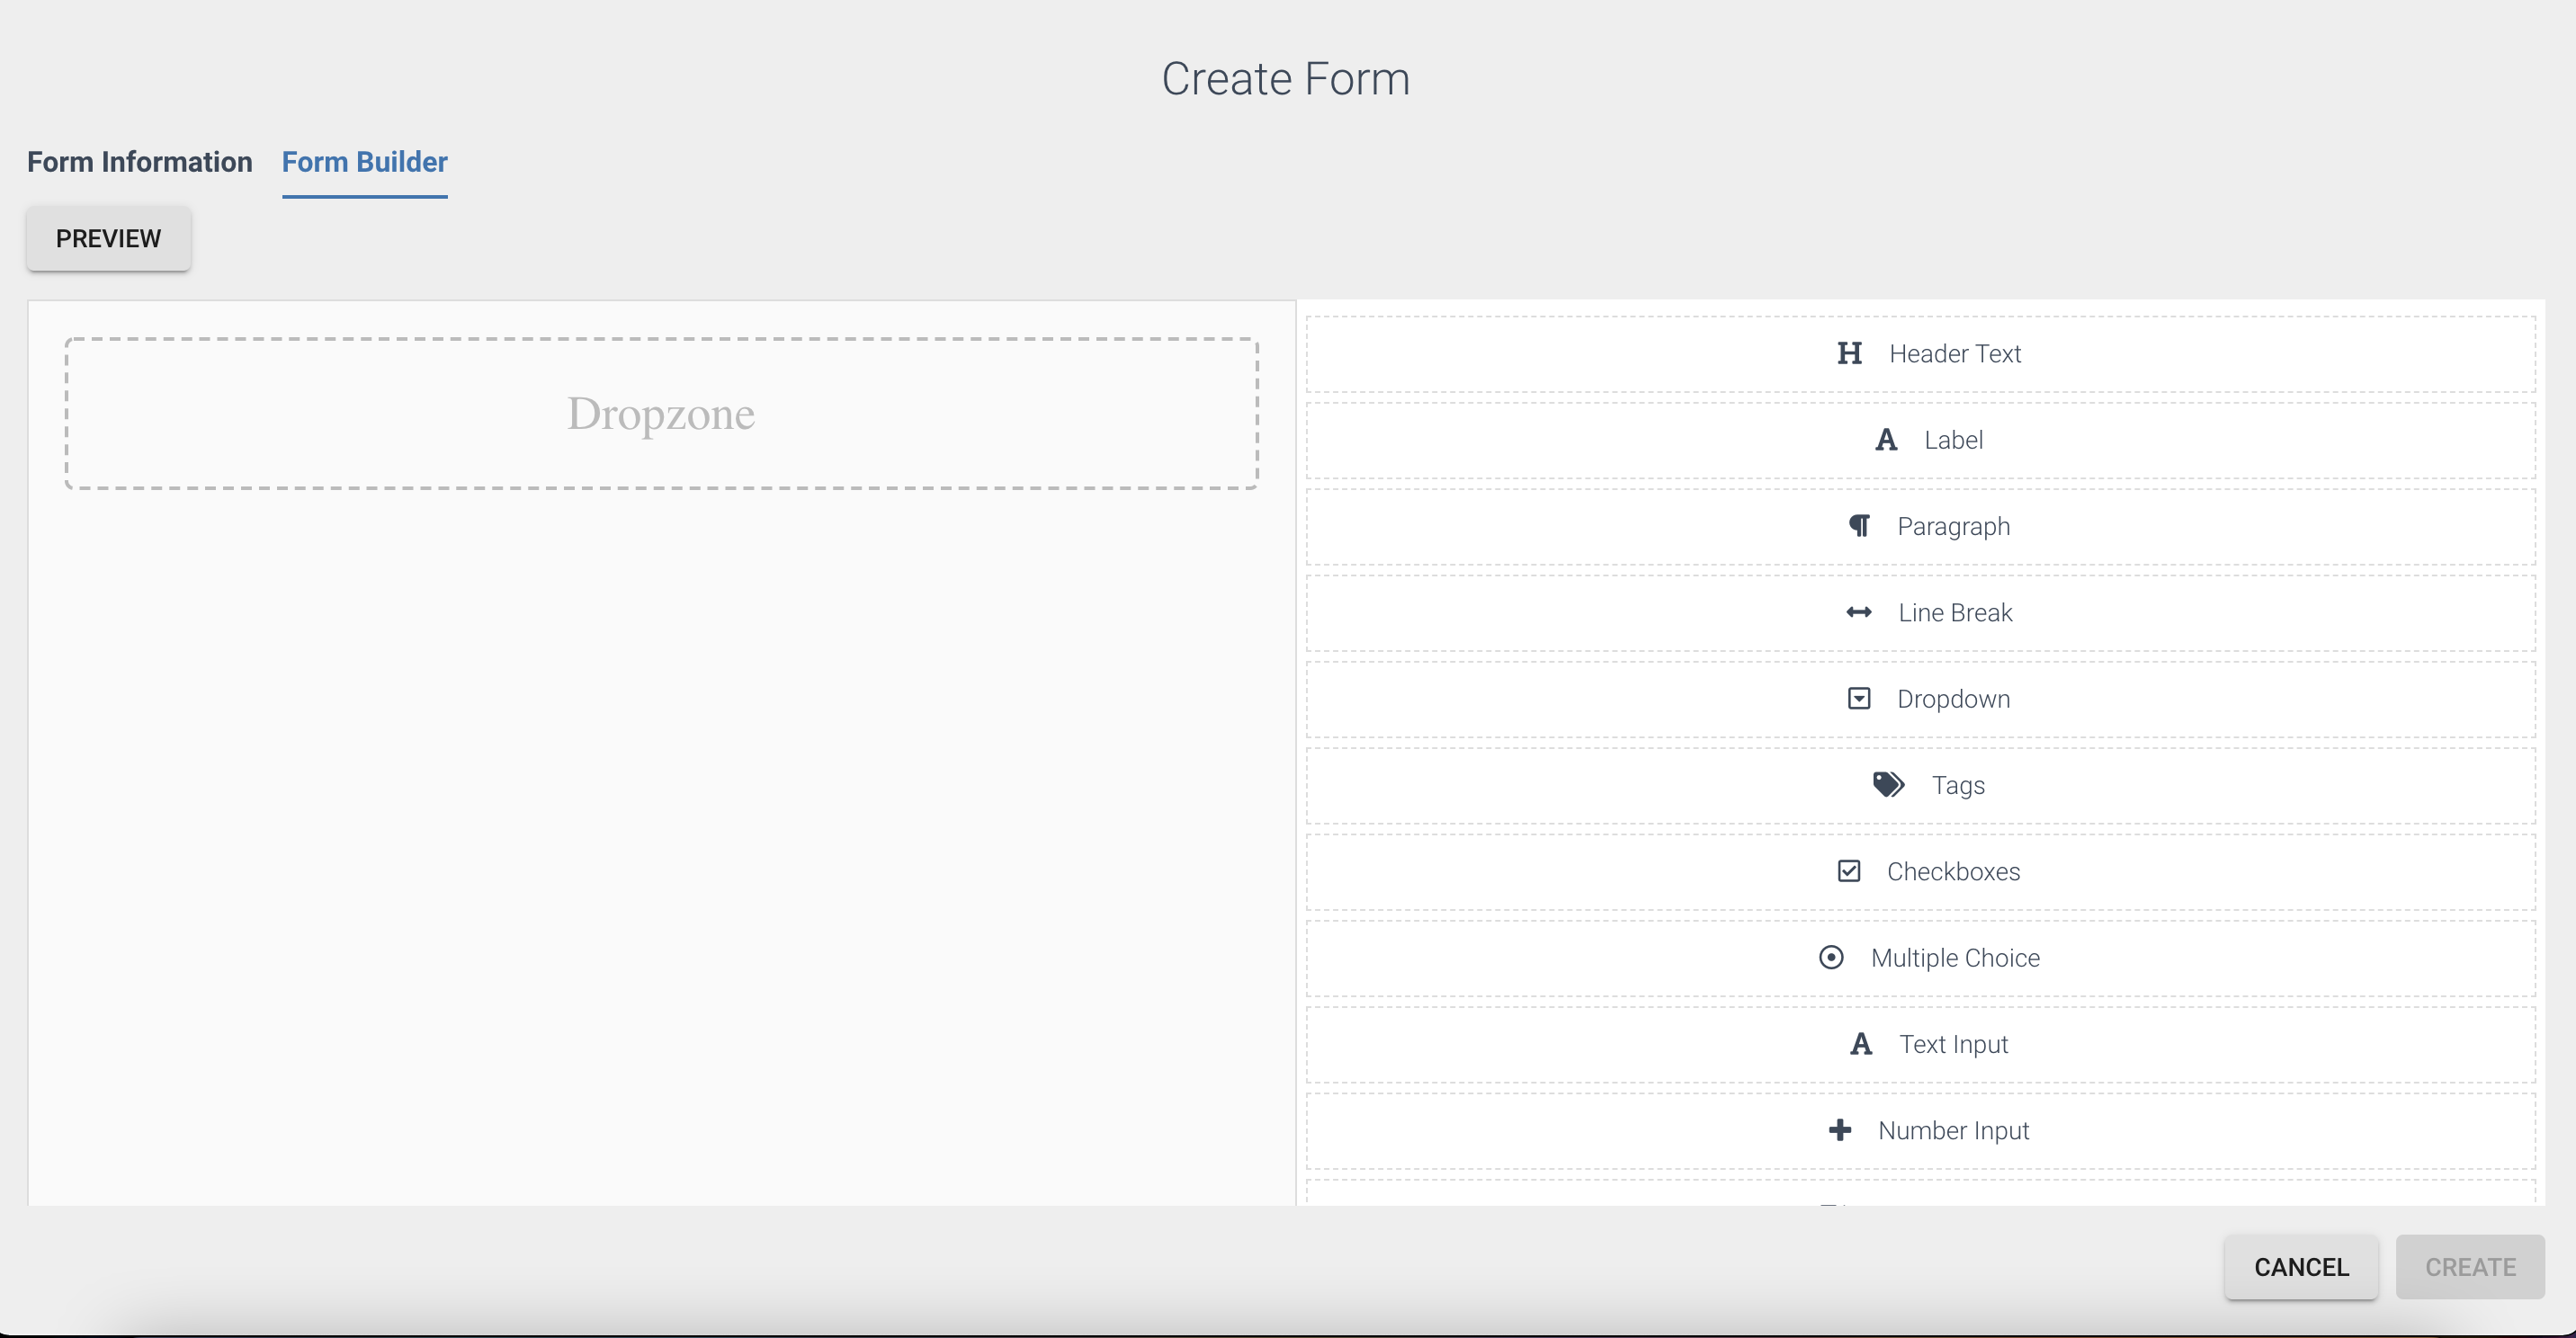 Create Form
Form Information
Form Builder
PREVIEW
Dropzone
Header Text
Label
Paragraph
Line Break
Dropdown
Tags
Checkboxes
Multiple Choice
Text Input
Number Input
CANCEL
CREATE